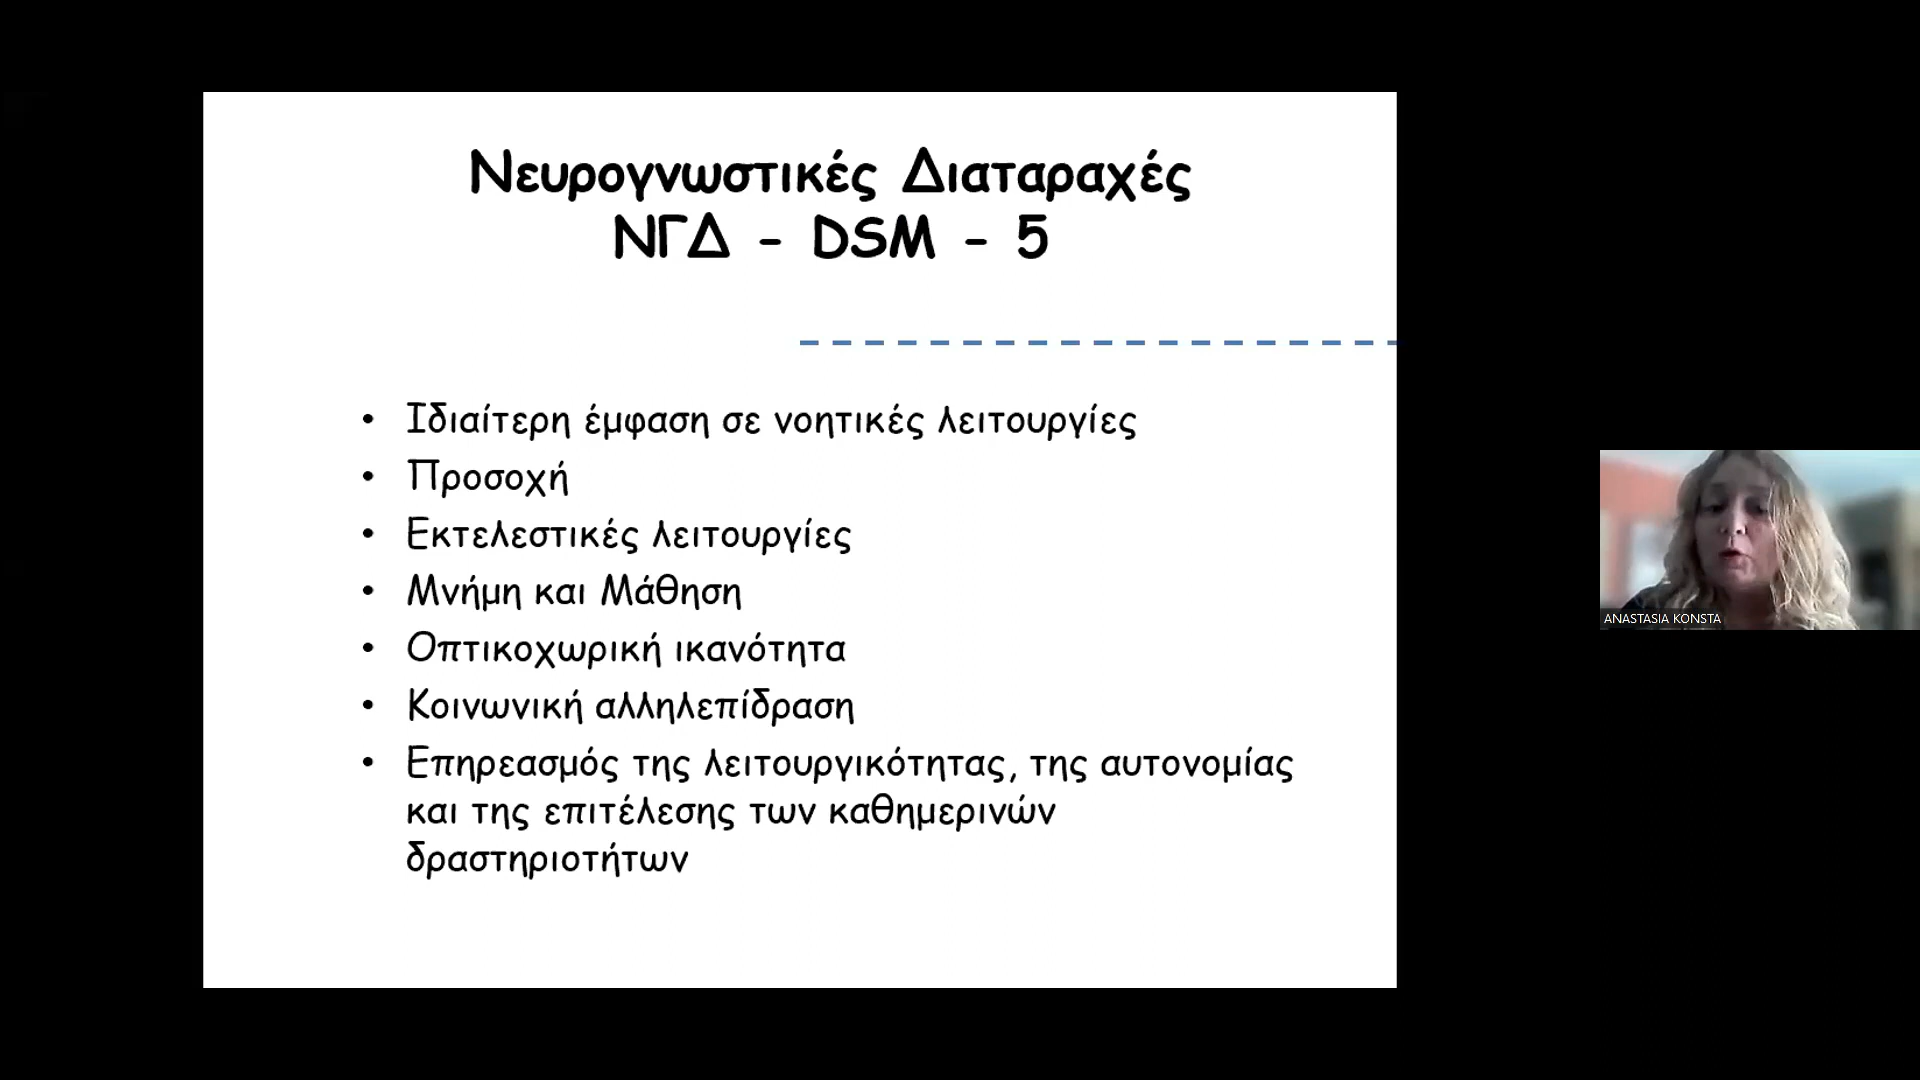 Νευρογνωστικές Διαταραχές
ΝΓΔ - DSM - 5
• Ιδιαίτερη έμφαση σε νοητικές λειτουργίες
• Προσοχή
• Εκτελεστικές λειτουργίες
• Μνήμη και Μάθηση
• Οπτικοχωρική ικανότητα
• Κοινωνική αλληλεπίδραση
• Επηρεασμός της λειτουργικότητας, της αυτονομίας
και της επιτέλεσης των καθημερινών
δραστηριοτήτων
ANASTASIA KONSTA